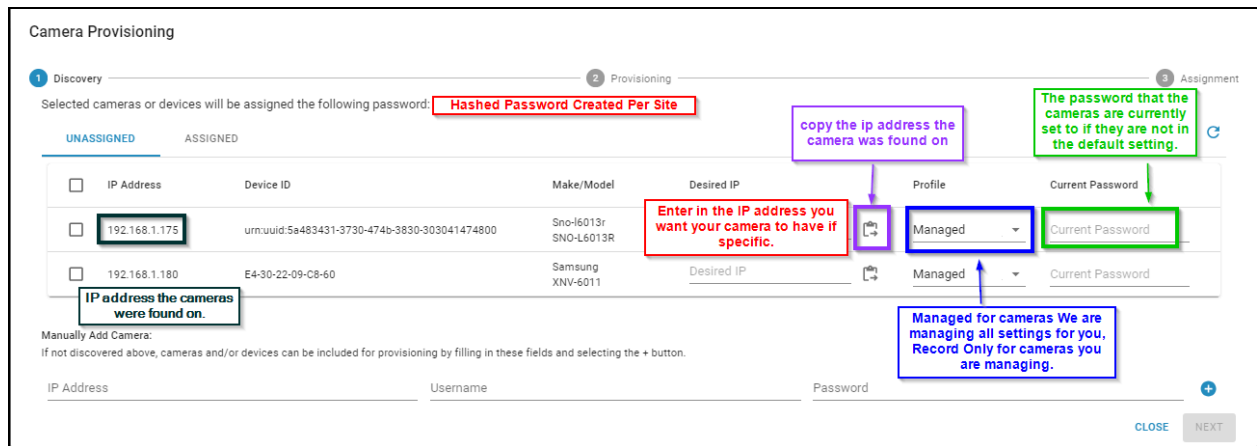 Camera Provisioning
1 Discovery 2 Provisioning 3 Assignment
Selected cameras or devices will be assigned the following password: Hashed Password Created Per Site
The password that the
cameras are currently
set to if they are not in
the default setting.
copy the ip address the
camera was found on
UNASSIGNED ASSIGNED
IP Address Device ID Make/Model Desired IP Profile Current Password
192.168.1.175 urn:uuid:5a483431-3730-474b-3830-303041474800 Sno-l6013r
SNO-L6013R
Enter in the IP address you
want your camera to have if
specific.
Managed Current Password
192.168.1.180 E4-30-22-09-C8-60 Samsung
XNV-6011
Desired IP Managed Current Password
IP address the cameras
were found on.
Managed for cameras We are
managing all settings for you,
Record Only for cameras you
are managing.
Manually Add Camera:
If not discovered above, cameras and/or devices can be included for provisioning by filling in these fields and selecting the + button.
IP Address Username Password
CLOSE NEXT